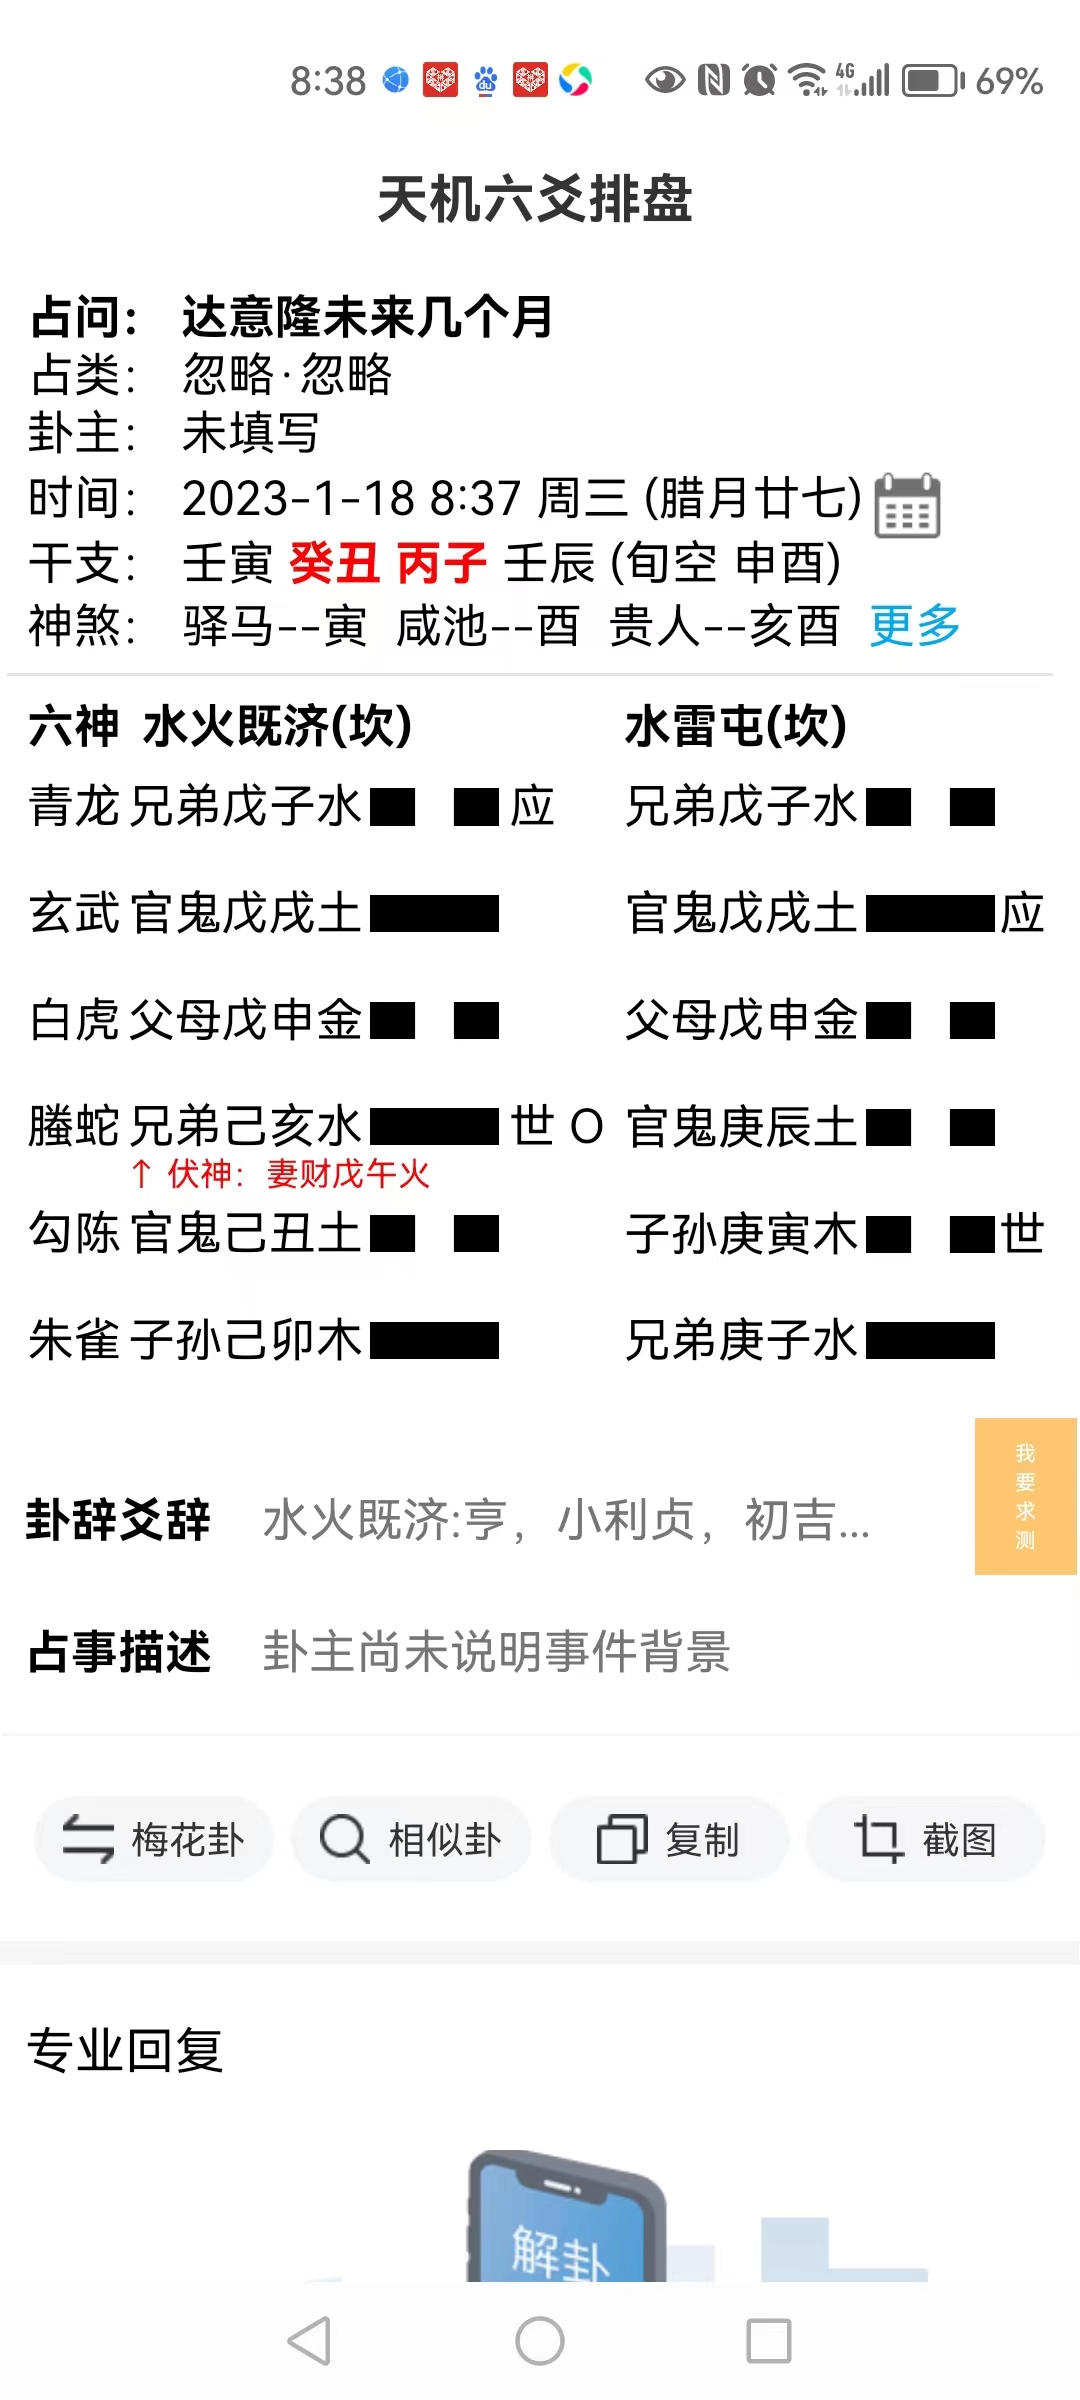 8:38 4G 69%
天机六爻排盘
占问： 达意隆未来几个月
占类： 忽略·忽略
卦主： 未填写
时间： 2023-1-18 8:37 周三 (腊月廿七)
干支： 壬寅 癸丑 丙子 壬辰 (旬空 申酉)
神煞： 驿马--寅 咸池--酉 贵人--亥酉 更多
六神 水火既济(坎) 水雷屯(坎)
青龙 兄弟戊子水 应 兄弟戊子水
玄武 官鬼戊戌土 官鬼戊戌土 应
白虎 父母戊申金 父母戊申金
螣蛇 兄弟己亥水 世 O 官鬼庚辰土
↑ 伏神： 妻财戊午火
勾陈 官鬼己丑土 子孙庚寅木 世
朱雀 子孙己卯木 兄弟庚子水
我要求测
卦辞爻辞 水火既济:亨，小利贞，初吉...
占事描述 卦主尚未说明事件背景
梅花卦 相似卦 复制 截图
专业回复
解卦